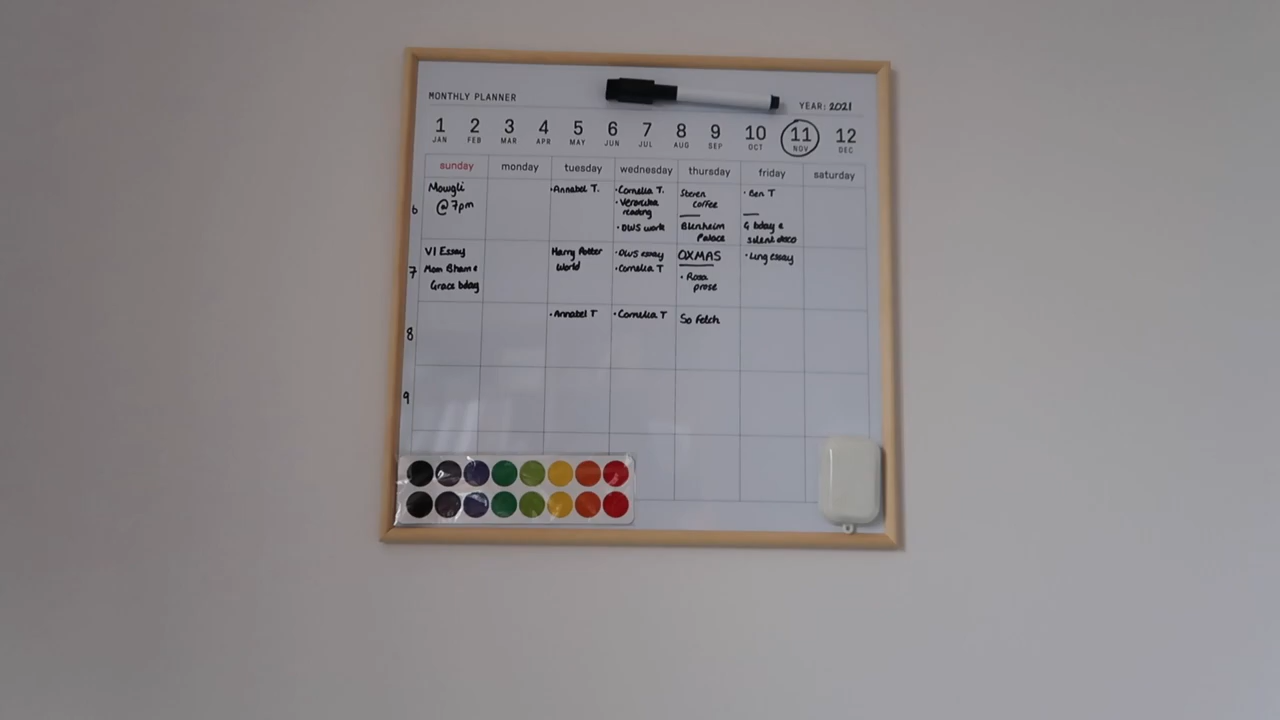 MONTHLY PLANNER
YEAR: 2021
1 2 3 4 5 6 7 8 9 10 11 12
JAN FEB MAR APR MAY JUN JUL AUG SEP OCT NOV DEC
sunday monday tuesday wednesday thursday friday saturday
6
Mowgli
@7pm
•Annabel T.
•Cornelia T.
•Veronika
reading
•DWS work
Steven
coffee
Blenheim
Palace
•Ben T
G bday &
silent disco
7
VI Essay
Mom Bham &
Grace bday
Harry Potter
World
•DWS essay
•Cornelia T
OXMAS
•Rosa
prose
•Ling essay
8
•Annabel T
•Cornelia T
So Fetch
9